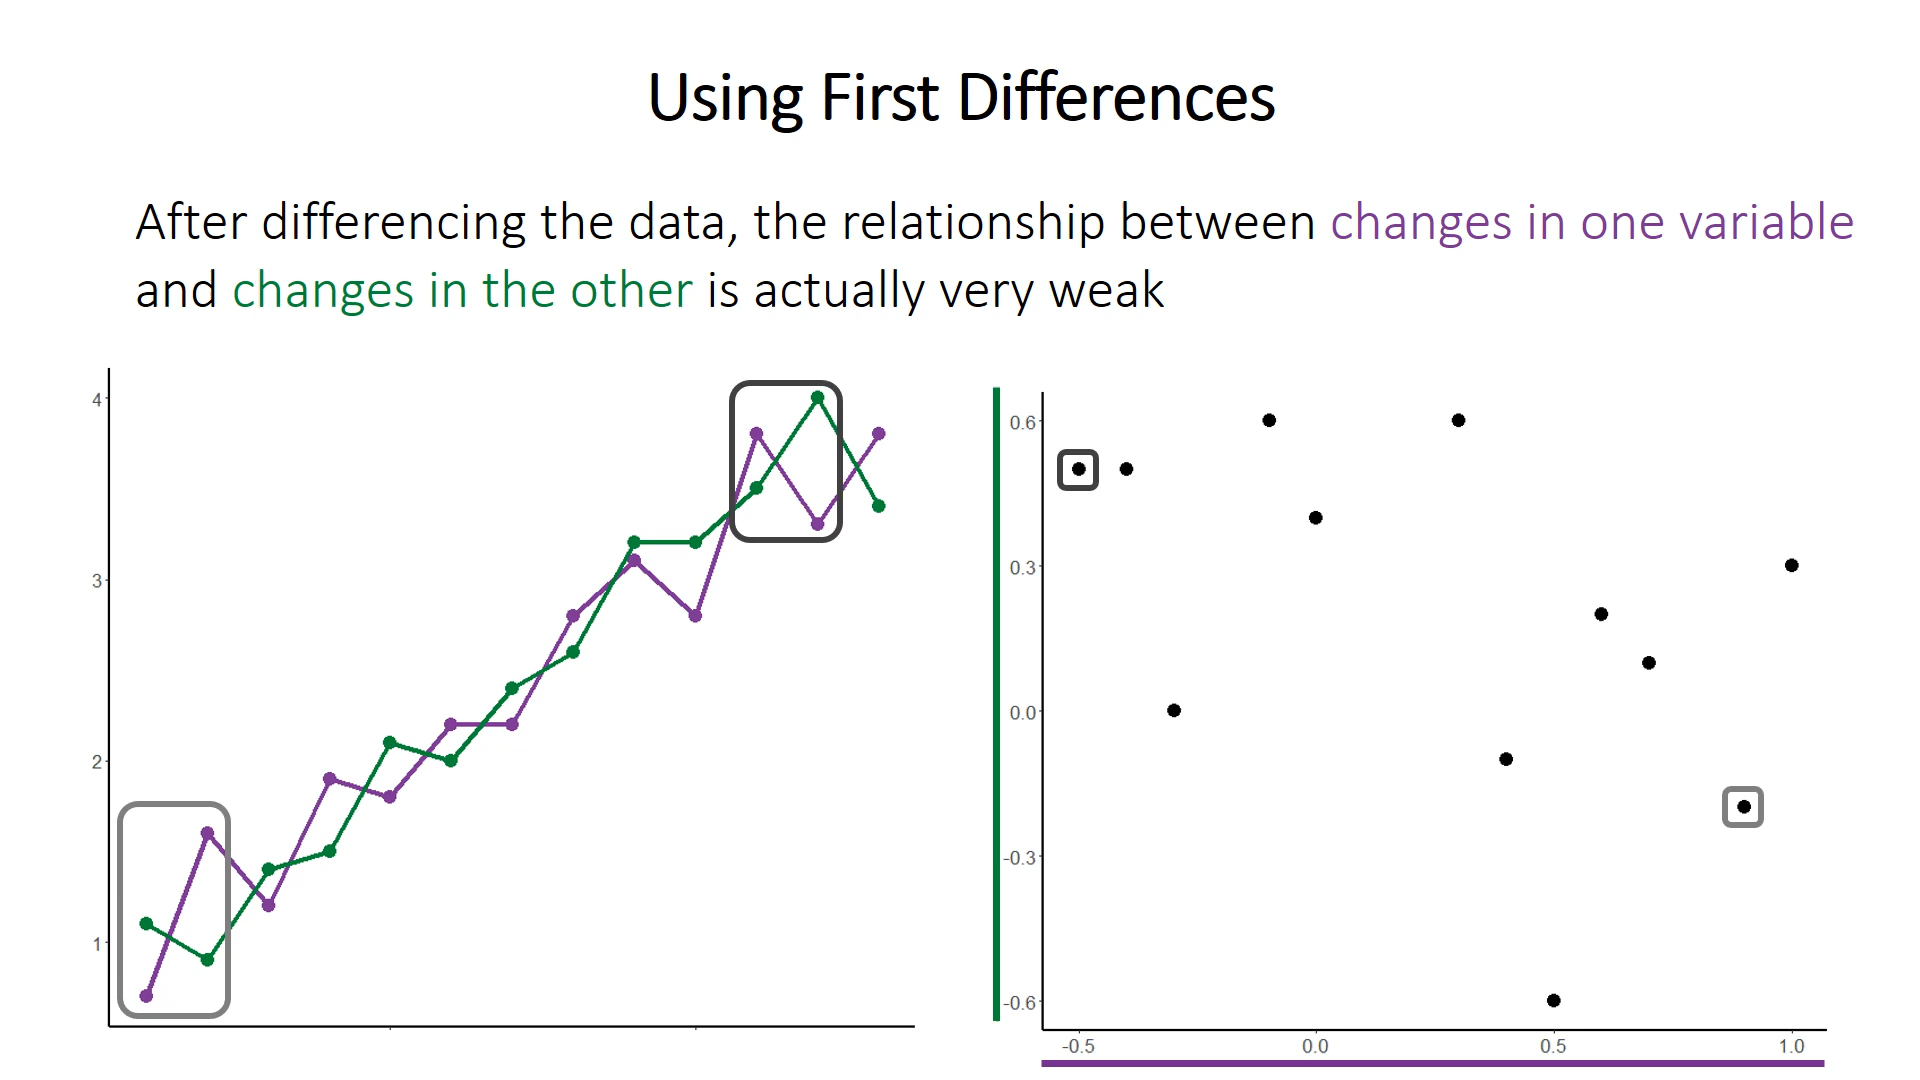 Using First Differences
After differencing the data, the relationship between changes in one variable
and changes in the other is actually very weak
4
3
2
1
0.6
0.3
0.0
-0.3
-0.6
-0.5 0.0 0.5 1.0